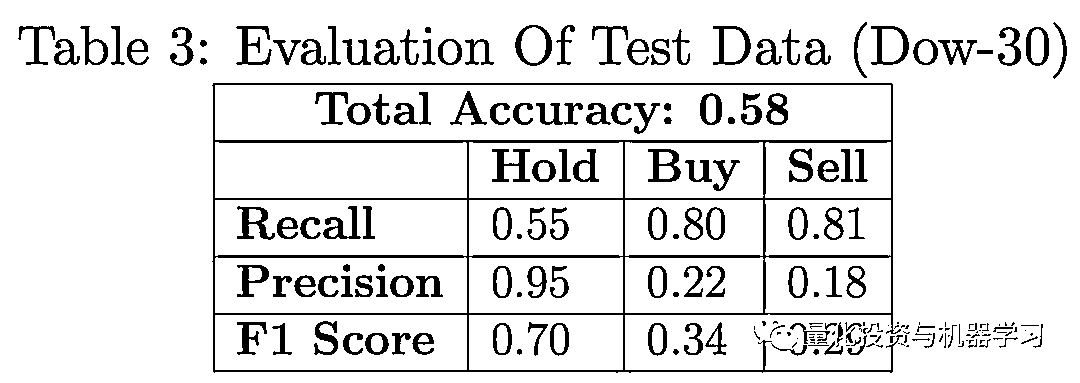 Table 3: Evaluation Of Test Data (Dow-30)
Total Accuracy: 0.58
Hold Buy Sell
Recall 0.55 0.80 0.81
Precision 0.95 0.22 0.18
F1 Score 0.70 0.34 0.29
量化投资与机器学习